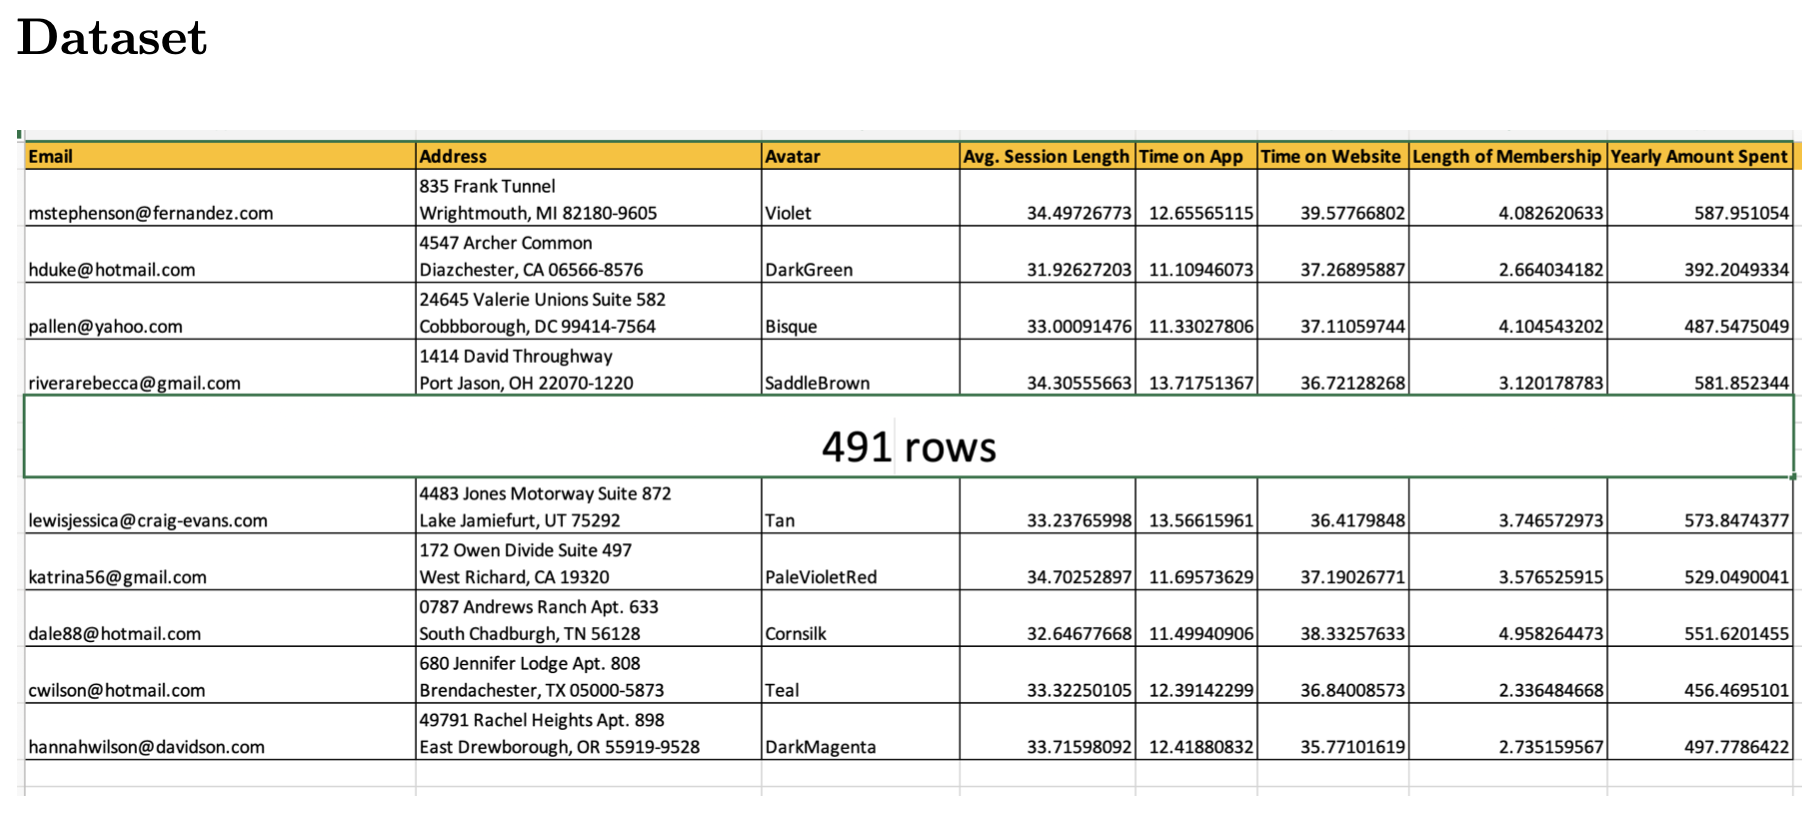 Dataset
Email Address Avatar Avg. Session Length Time on App Time on Website Length of Membership Yearly Amount Spent
835 Frank Tunnel
mstephenson@fernandez.com Wrightmouth, MI 82180-9605 Violet 34.49726773 12.65565115 39.57766802 4.082620633 587.951054
4547 Archer Common
hduke@hotmail.com Diazchester, CA 06566-8576 DarkGreen 31.92627203 11.10946073 37.26895887 2.664034182 392.2049334
24645 Valerie Unions Suite 582
pallen@yahoo.com Cobbborough, DC 99414-7564 Bisque 33.00091476 11.33027806 37.11059744 4.104543202 487.5475049
1414 David Throughway
riverarebecca@gmail.com Port Jason, OH 22070-1220 SaddleBrown 34.30555663 13.71751367 36.72128268 3.120178783 581.852344
491 rows
4483 Jones Motorway Suite 872
lewisjessica@craig-evans.com Lake Jamiefurt, UT 75292 Tan 33.23765998 13.56615961 36.4179848 3.746572973 573.8474377
172 Owen Divide Suite 497
katrina56@gmail.com West Richard, CA 19320 PaleVioletRed 34.70252897 11.69573629 37.19026771 3.576525915 529.0490041
0787 Andrews Ranch Apt. 633
dale88@hotmail.com South Chadburgh, TN 56128 Cornsilk 32.64677668 11.49940906 38.33257633 4.958264473 551.6201455
680 Jennifer Lodge Apt. 808
cwilson@hotmail.com Brendachester, TX 05000-5873 Teal 33.32250105 12.39142299 36.84008573 2.336484668 456.4695101
49791 Rachel Heights Apt. 898
hannahwilson@davidson.com East Drewborough, OR 55919-9528 DarkMagenta 33.71598092 12.41880832 35.77101619 2.735159567 497.7786422